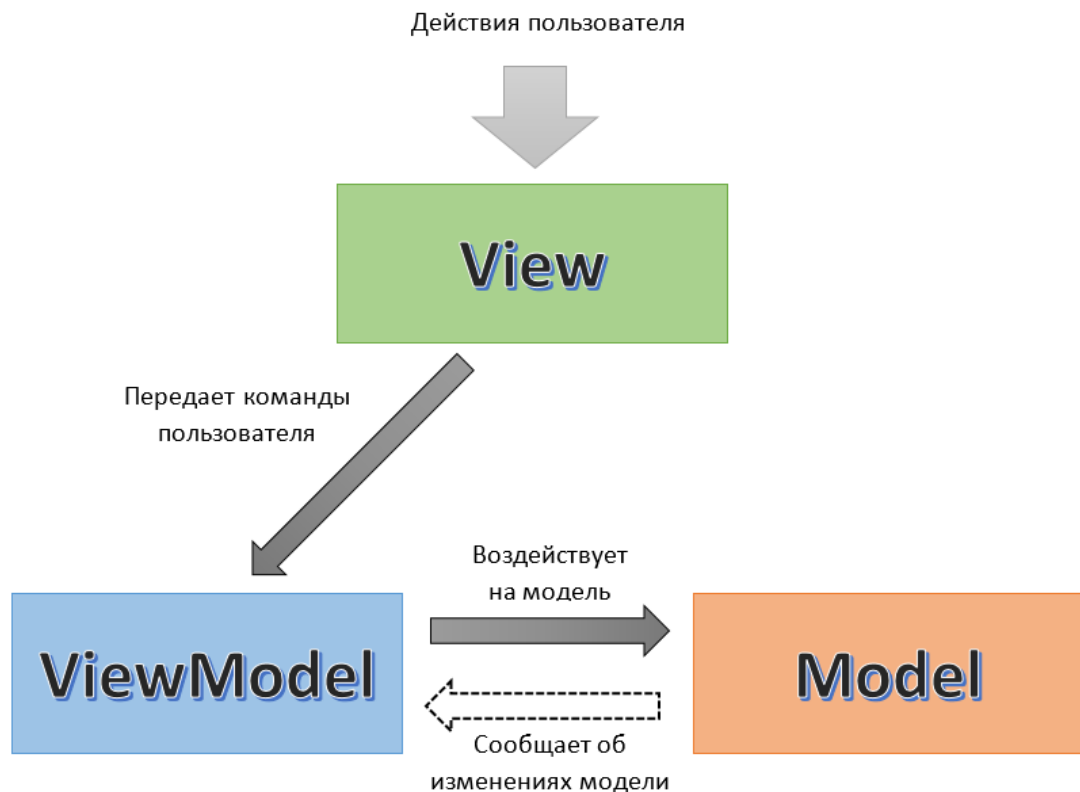 Действия пользователя
View
Передает команды
пользователя
Воздействует
на модель
ViewModel
Model
Сообщает об
изменениях модели